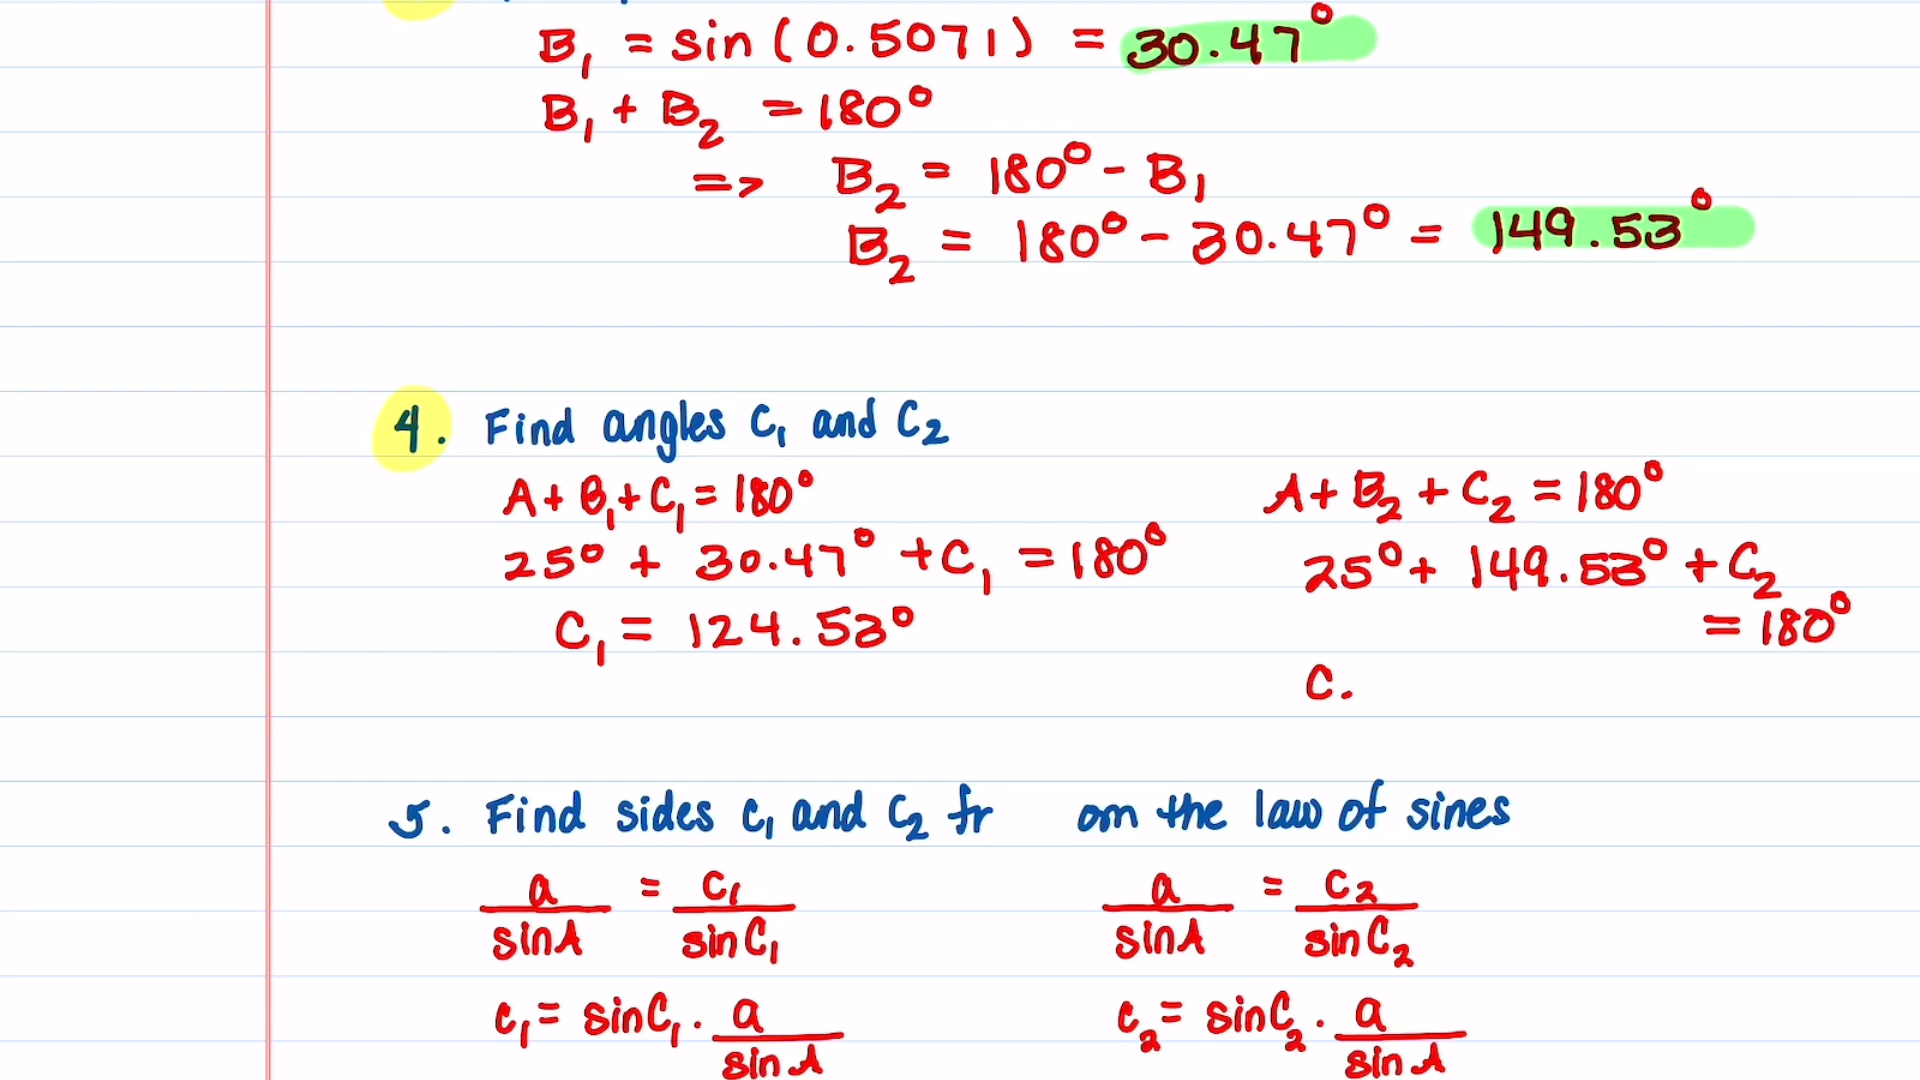 B₁ = sin(0.5071) = 30.47°
B₁ + B₂ = 180°
=> B₂ = 180° - B₁
B₂ = 180° - 30.47° = 149.53°
4. Find angles C₁ and C₂
A + B₁ + C₁ = 180°
25° + 30.47° + C₁ = 180°
C₁ = 124.53°
A + B₂ + C₂ = 180°
25° + 149.53° + C₂
= 180°
C.
5. Find sides c₁ and c₂ fr om the law of sines
a/sinA = c₁/sinC₁
c₁ = sinC₁ · a/sinA
a/sinA = c₂/sinC₂
c₂ = sinC₂ · a/sinA